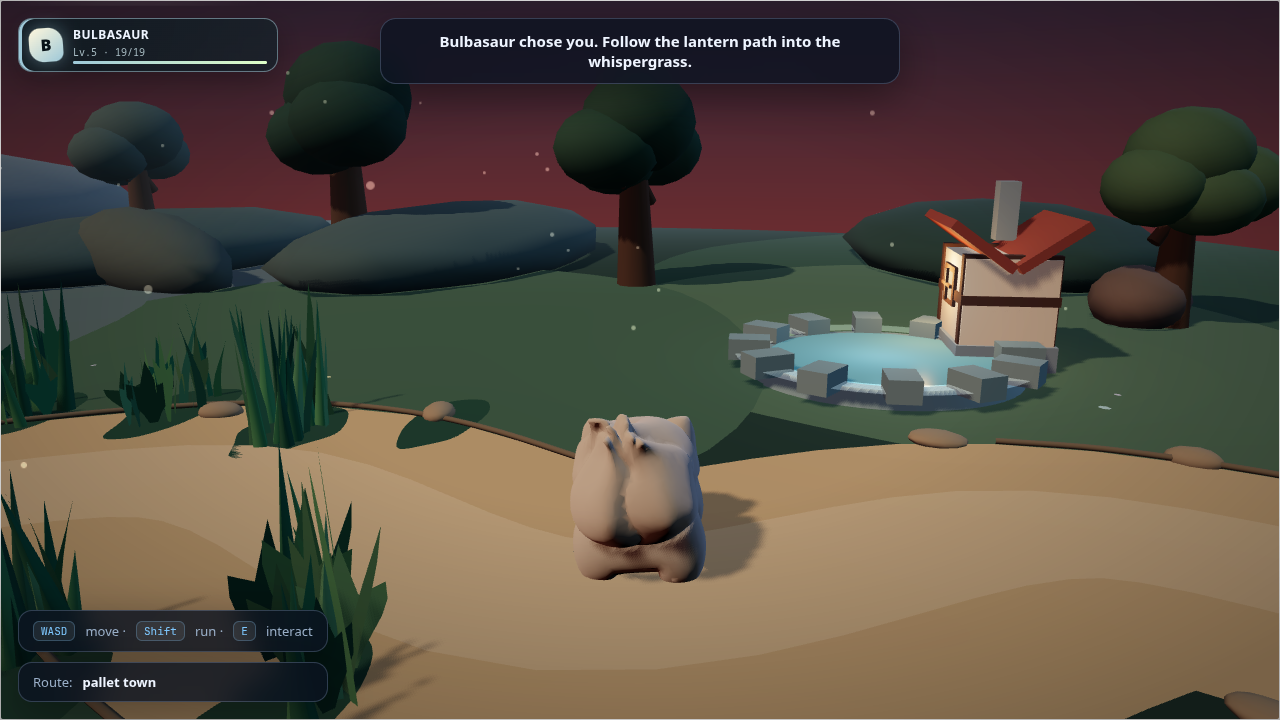 B
BULBASAUR
Lv.5 · 19/19
Bulbasaur chose you. Follow the lantern path into the
whispergrass.
WASD move · Shift run · E interact
Route: pallet town